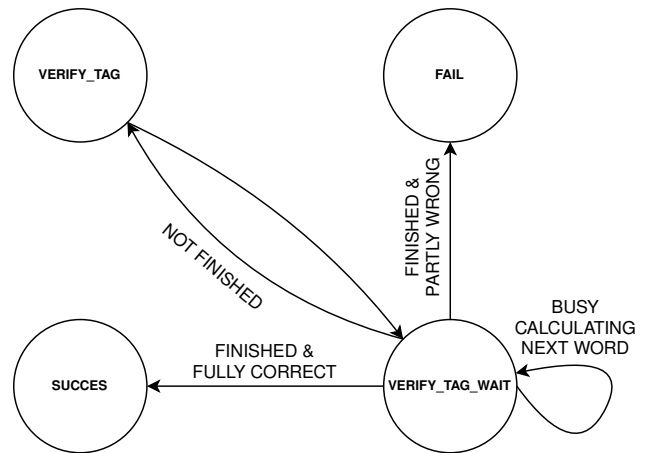 VERIFY_TAG
FAIL
FINISHED &
PARTLY WRONG
NOT FINISHED
BUSY
CALCULATING
NEXT WORD
FINISHED &
FULLY CORRECT
SUCCES
VERIFY_TAG_WAIT